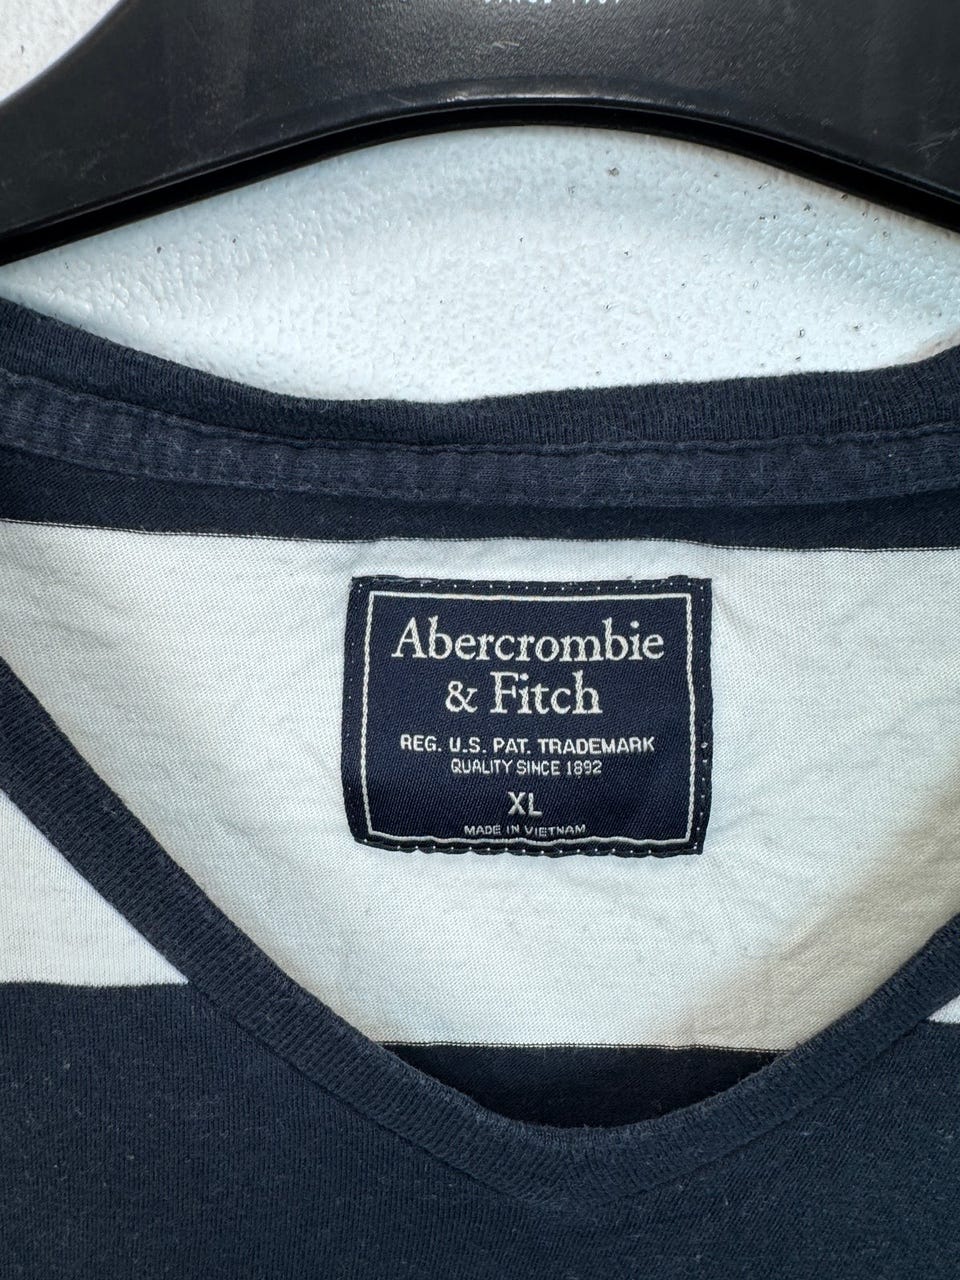 Abercrombie
& Fitch
REG. U.S. PAT. TRADEMARK
QUALITY SINCE 1892
XL
MADE IN VIETNAM